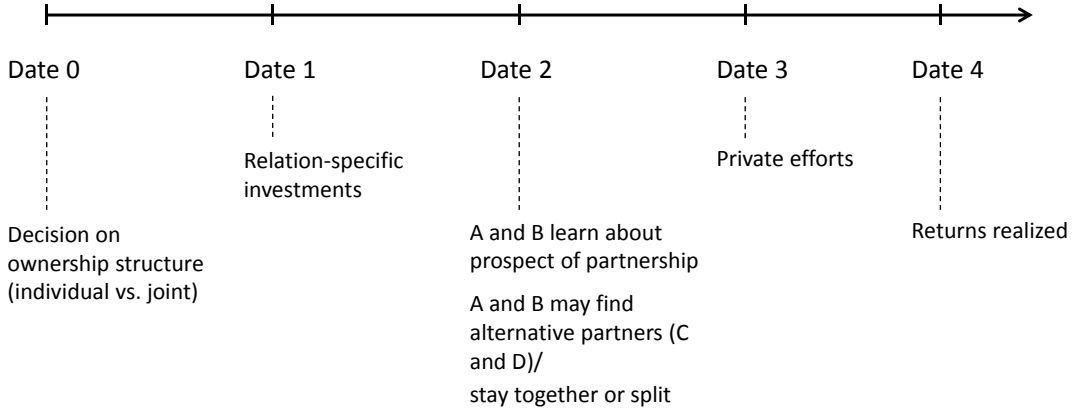 Date 0
Date 1
Date 2
Date 3
Date 4
Relation-specific
investments
Private efforts
Decision on
ownership structure
(individual vs. joint)
A and B learn about
prospect of partnership
A and B may find
alternative partners (C
and D)/
stay together or split
Returns realized